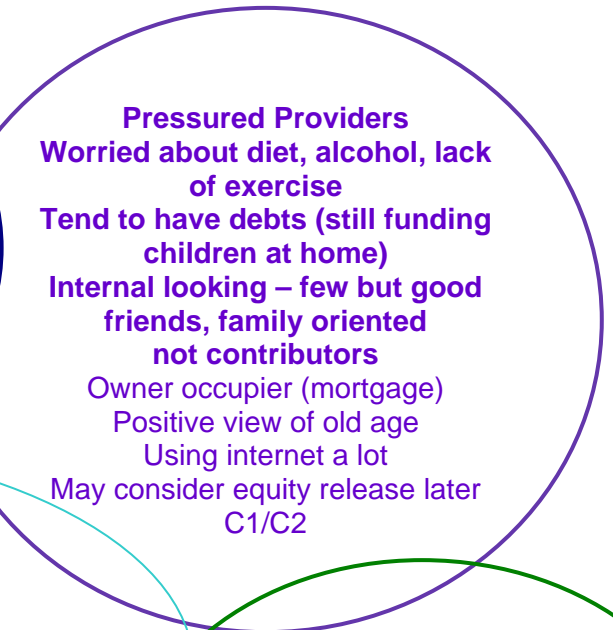 Pressured Providers
Worried about diet, alcohol, lack
of exercise
Tend to have debts (still funding
children at home)
Internal looking – few but good
friends, family oriented
not contributors
Owner occupier (mortgage)
Positive view of old age
Using internet a lot
May consider equity release later
C1/C2